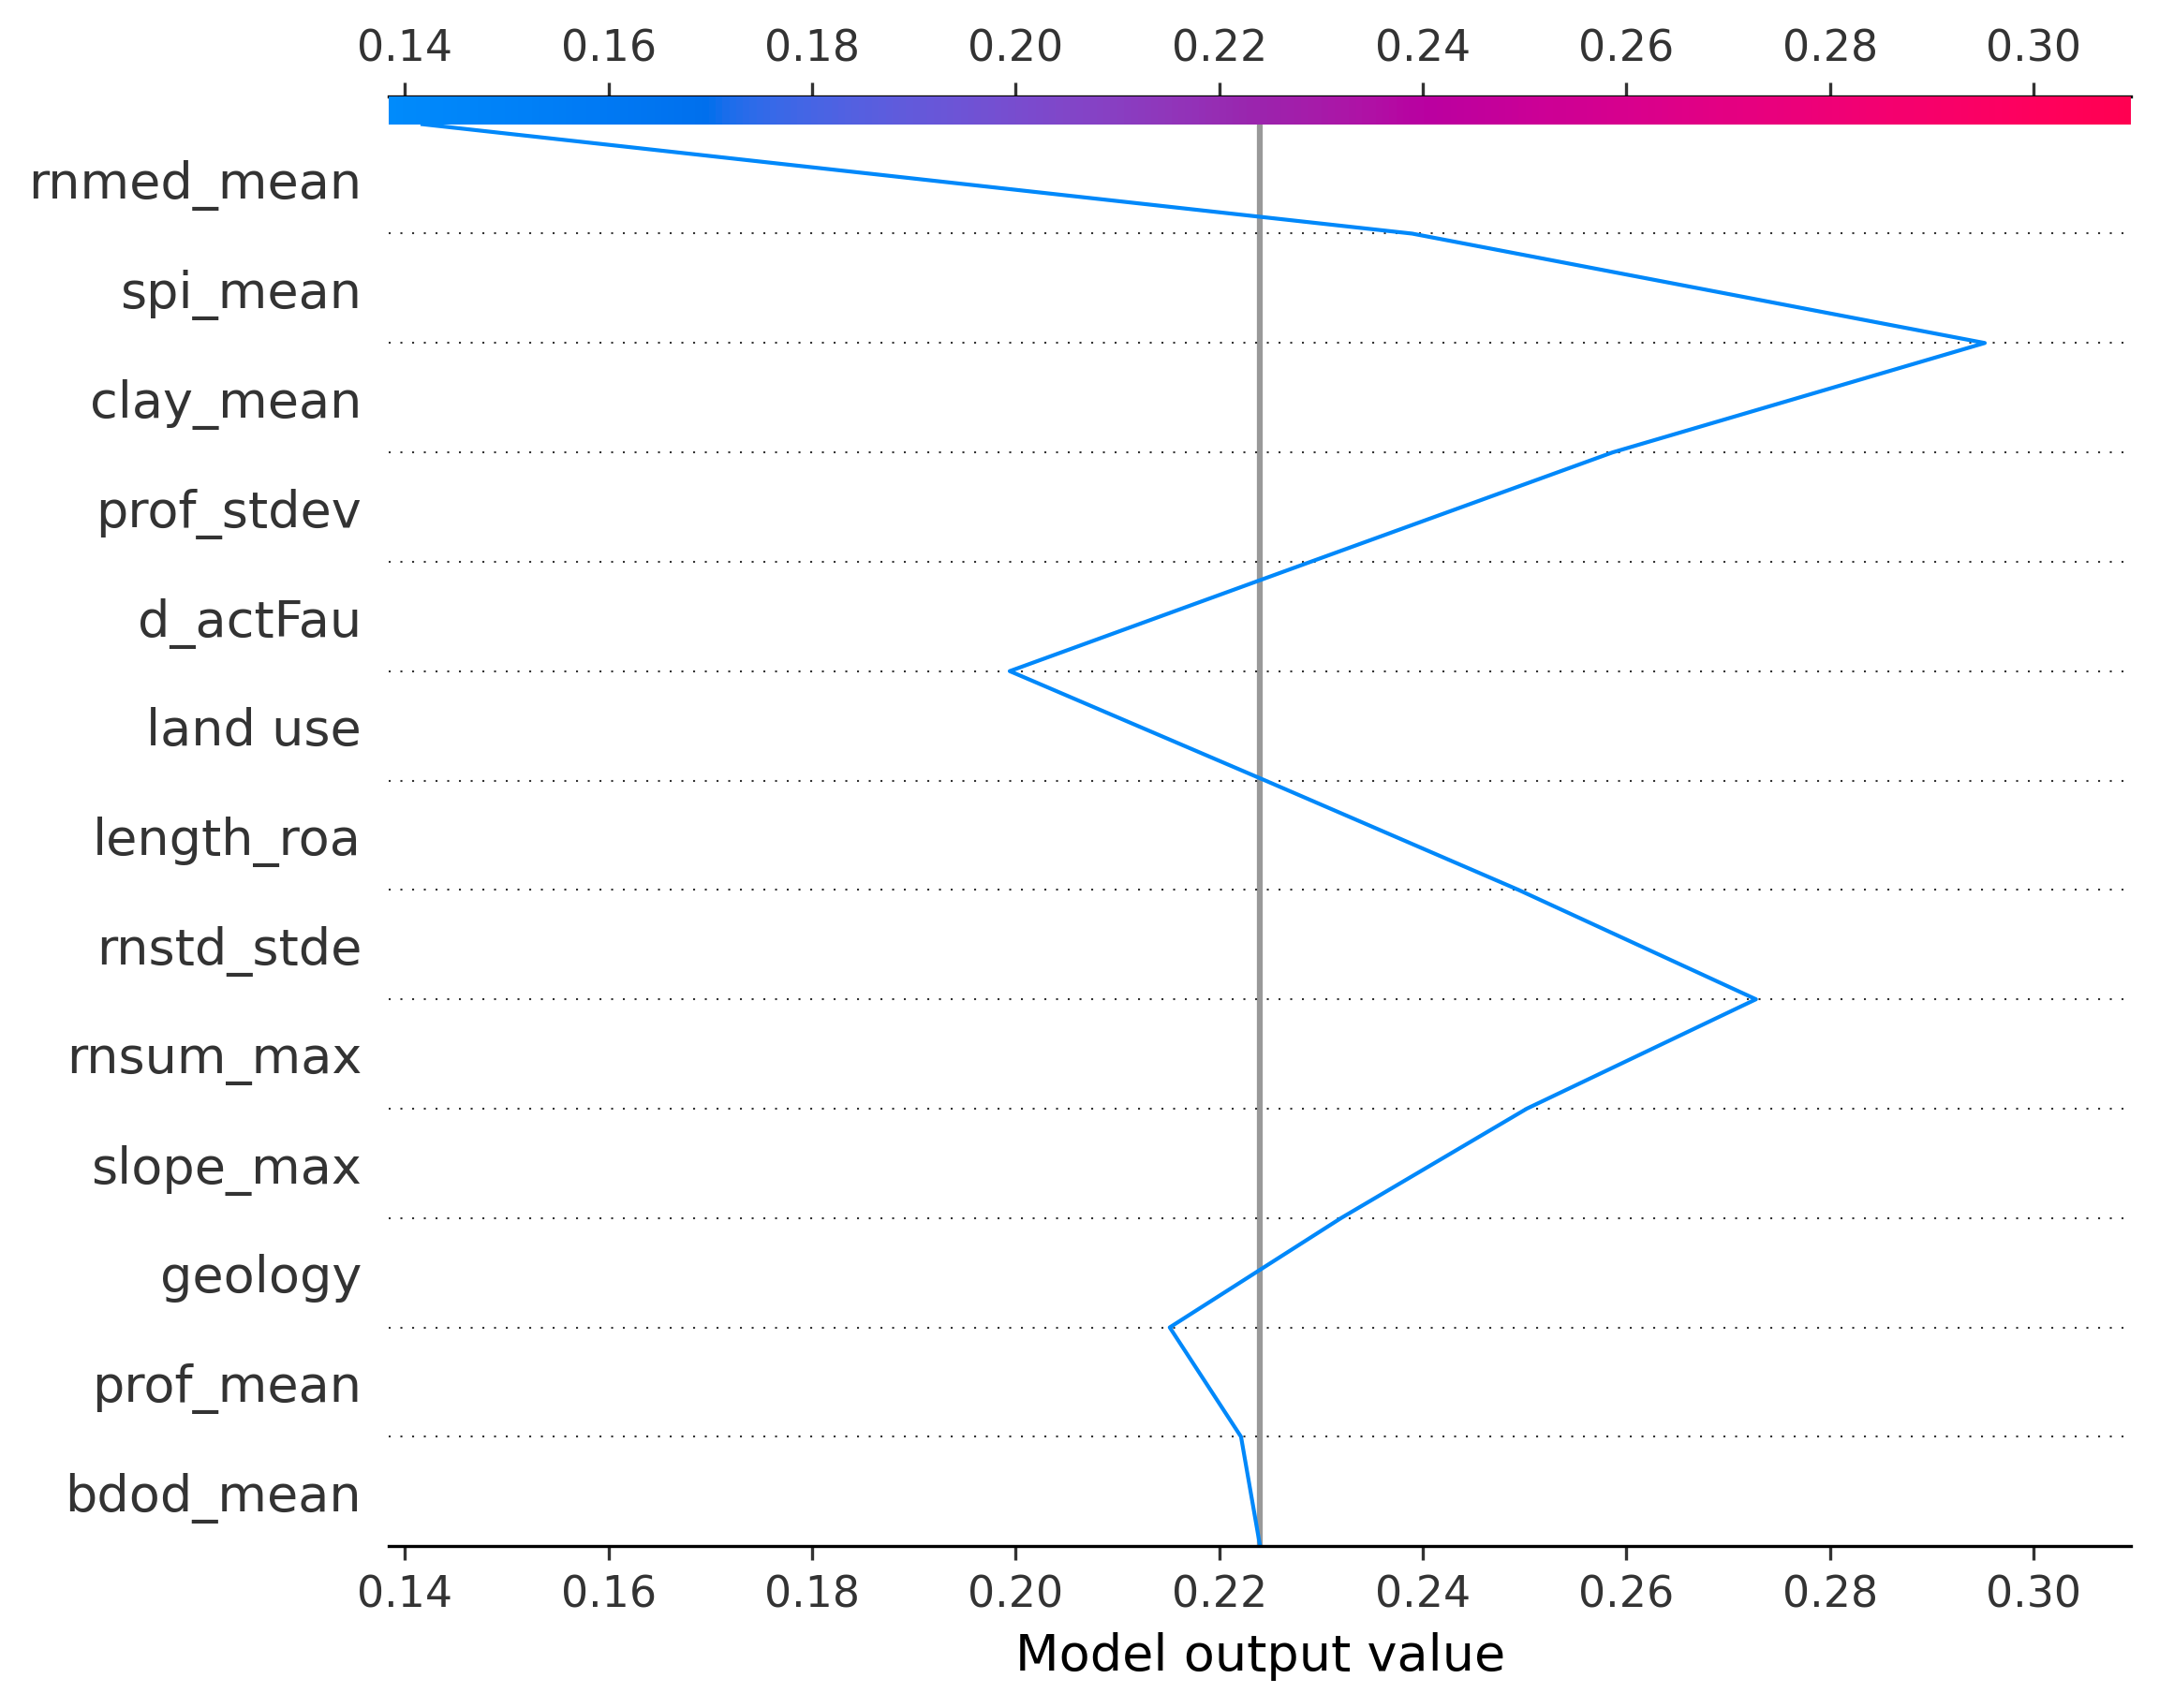 0.14 0.16 0.18 0.20 0.22 0.24 0.26 0.28 0.30
rnmed_mean
spi_mean
clay_mean
prof_stdev
d_actFau
land use
length_roa
rnstd_stde
rnsum_max
slope_max
geology
prof_mean
bdod_mean
0.14 0.16 0.18 0.20 0.22 0.24 0.26 0.28 0.30
Model output value